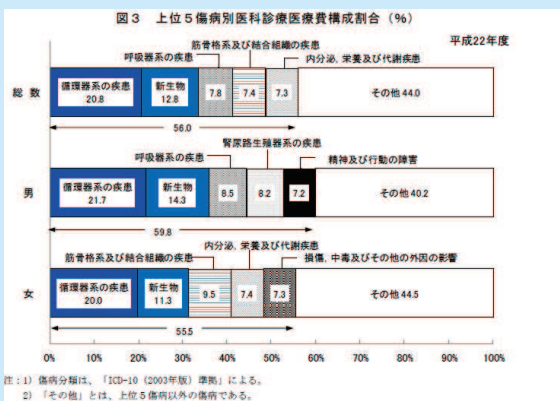 図3 上位5傷病別医科診療医療費構成割合(%)
平成22年度
筋骨格系及び結合組織の疾患
呼吸器系の疾患
内分泌,栄養及び代謝疾患
総数
循環器系の疾患 20.8
新生物 12.8
7.8
7.4
7.3
その他 44.0
56.0
腎尿路生殖器系の疾患
呼吸器系の疾患
精神及び行動の障害
男
循環器系の疾患 21.7
新生物 14.3
8.5
8.2
7.2
その他 40.2
59.8
内分泌,栄養及び代謝疾患
筋骨格系及び結合組織の疾患
損傷,中毒及びその他の外因の影響
女
循環器系の疾患 20.0
新生物 11.3
9.5
7.4
7.3
その他 44.5
55.5
0% 10% 20% 30% 40% 50% 60% 70% 80% 90% 100%
注:1) 傷病分類は、「ICD-10(2003年版)準拠」による。
2) 「その他」とは、上位5傷病以外の傷病である。